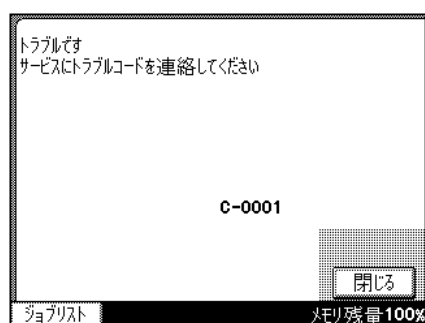 トラブルです
サービスにトラブルコードを連絡してください
C-0001
閉じる
ジョブリスト
メモリ残量100%